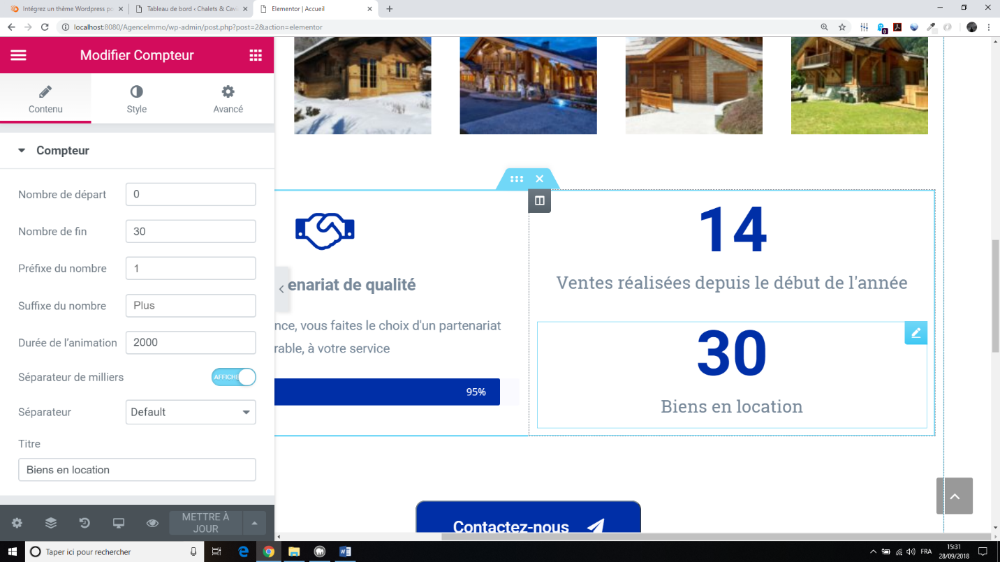 Intégrez un thème Wordpress po
Tableau de bord ‹ Chalets & Cavi
Elementor | Accueil
localhost:8080/AgenceImmo/wp-admin/post.php?post=2&action=elementor
0
Modifier Compteur
Contenu
Style
Avancé
Compteur
Nombre de départ
0
Nombre de fin
30
Préfixe du nombre
1
Suffixe du nombre
Plus
Durée de l'animation
2000
Séparateur de milliers
AFFICHE
Séparateur
Default
Titre
Biens en location
METTRE À
JOUR
enariat de qualité
nce, vous faites le choix d'un partenariat
rable, à votre service
95%
14
Ventes réalisées depuis le début de l'année
30
Biens en location
Contactez-nous
Taper ici pour rechercher
FRA
15:31
28/09/2018